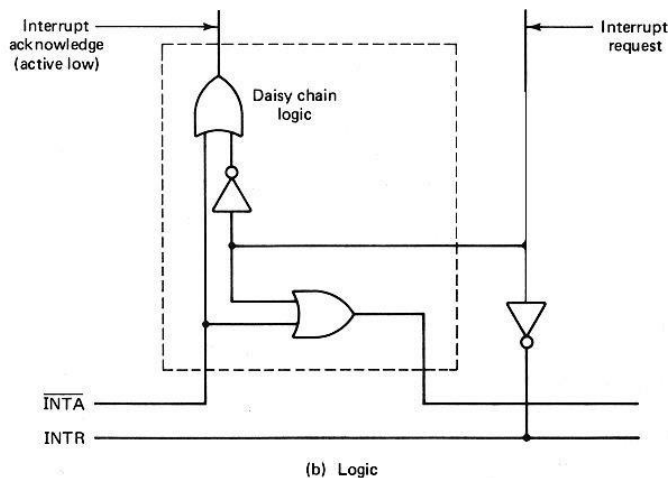 Interrupt
acknowledge
(active low)
Daisy chain
logic
Interrupt
request
INTA
INTR
(b) Logic